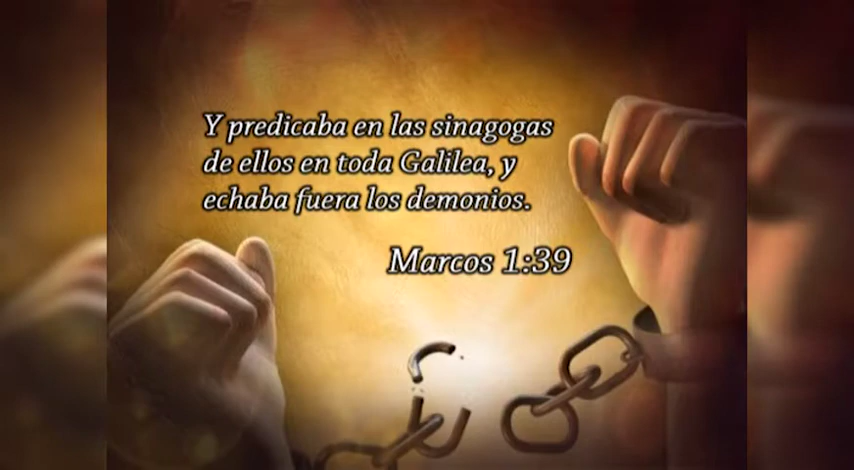 Y predicaba en las sinagogas
de ellos en toda Galilea, y
echaba fuera los demonios.
Marcos 1:39